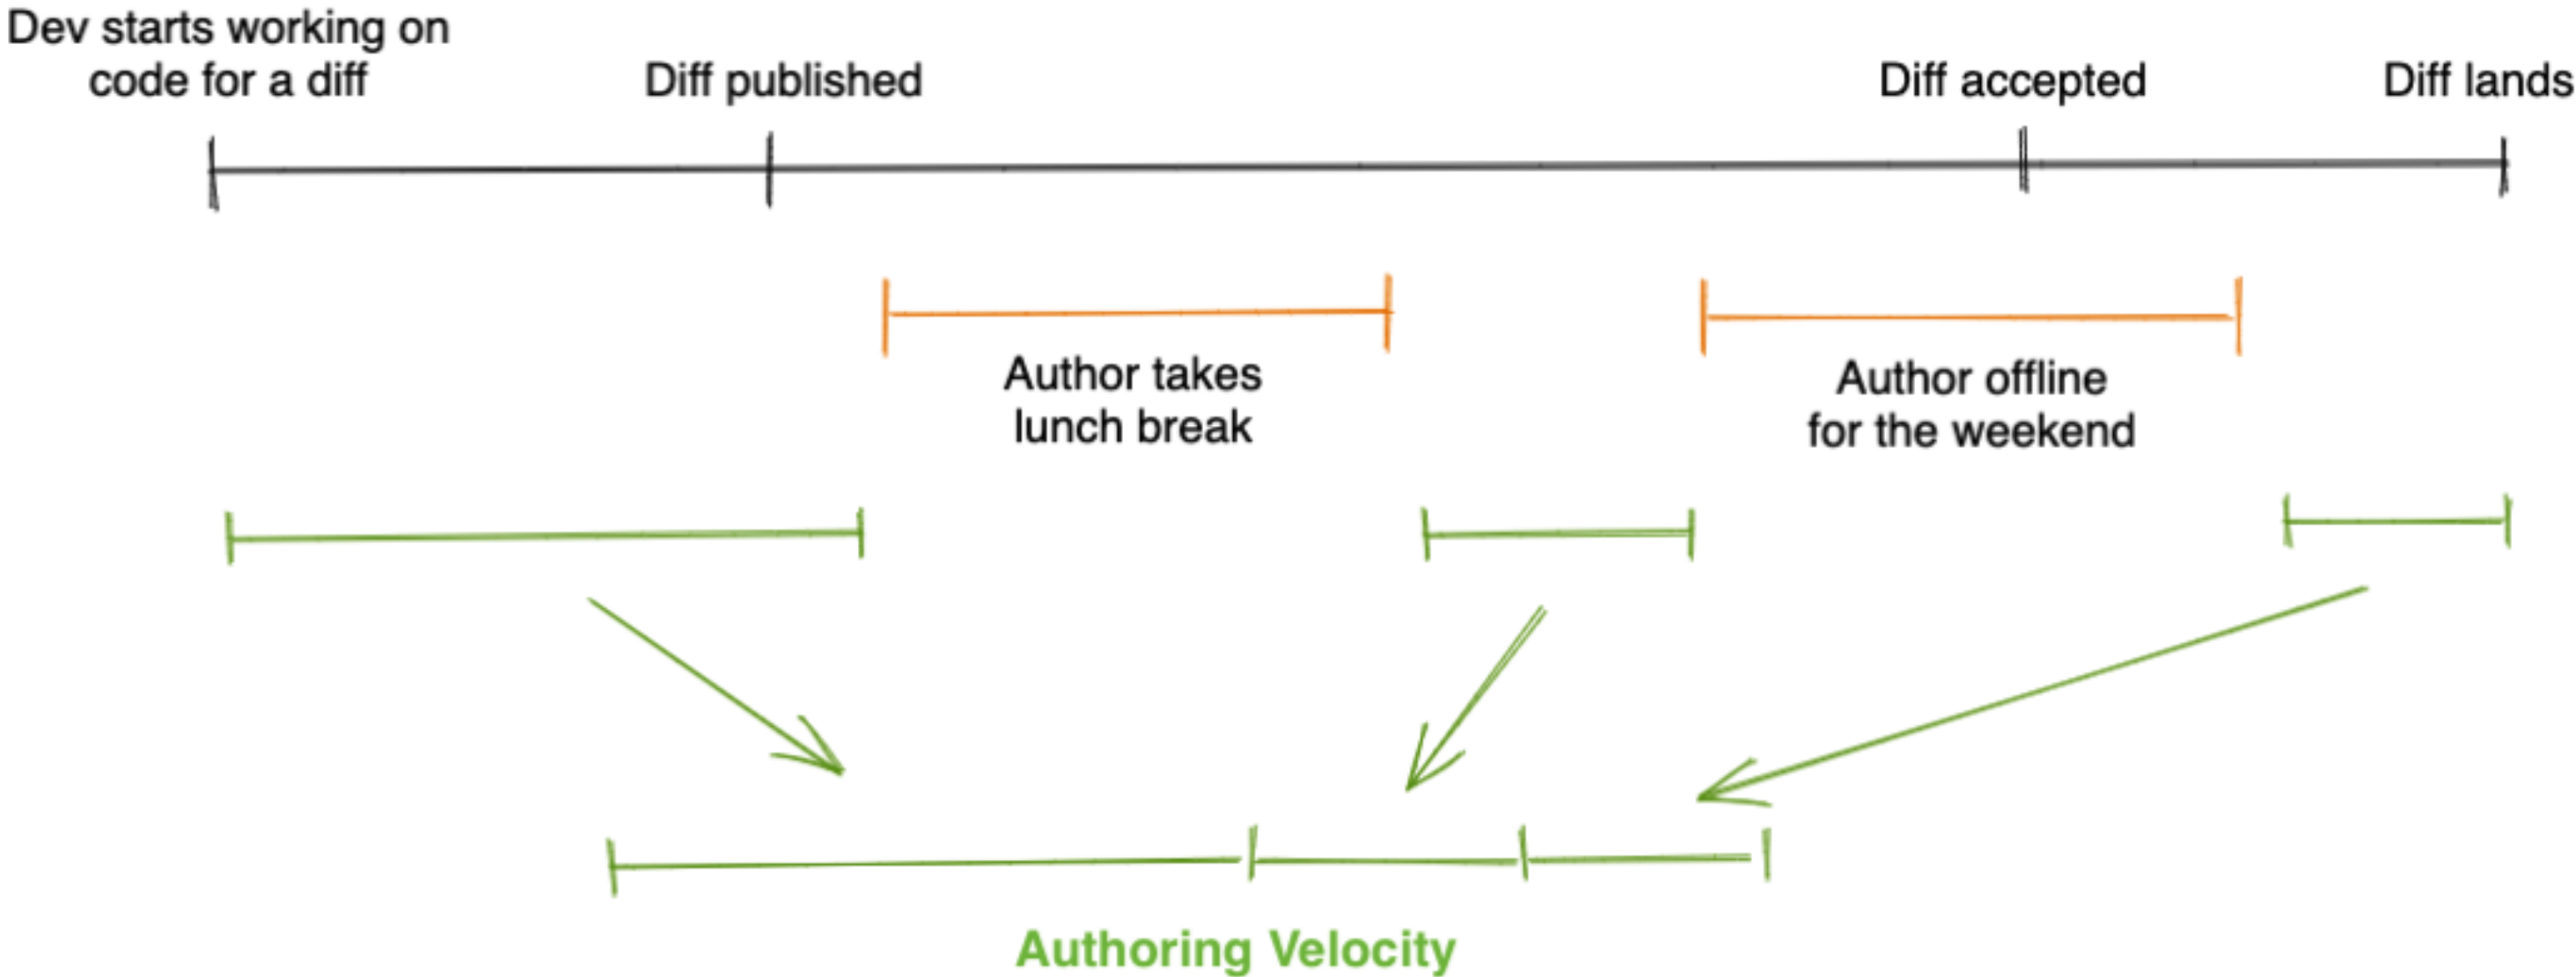 Dev starts working on
code for a diff
Diff published
Diff accepted
Diff lands
Author takes
lunch break
Author offline
for the weekend
Authoring Velocity